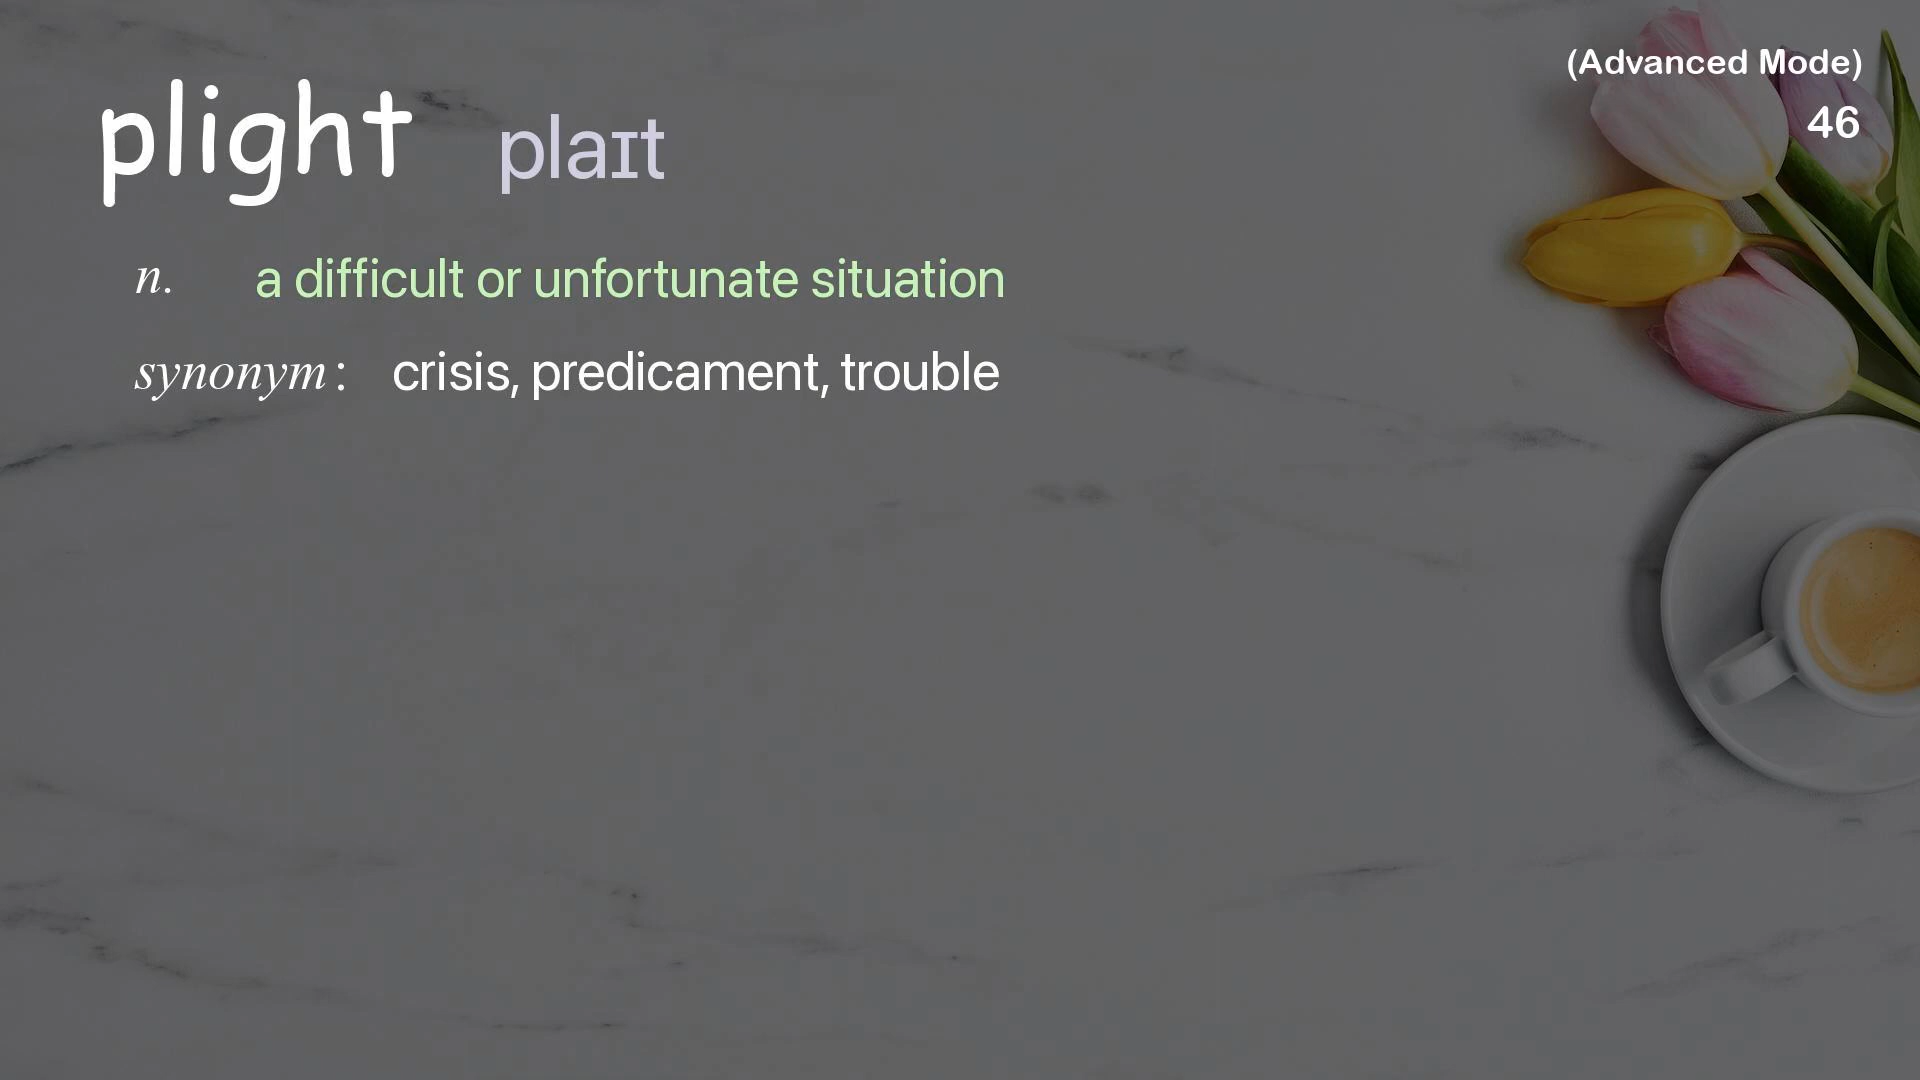 (Advanced Mode)
46
plight plaɪt
n. a difficult or unfortunate situation
synonym: crisis, predicament, trouble